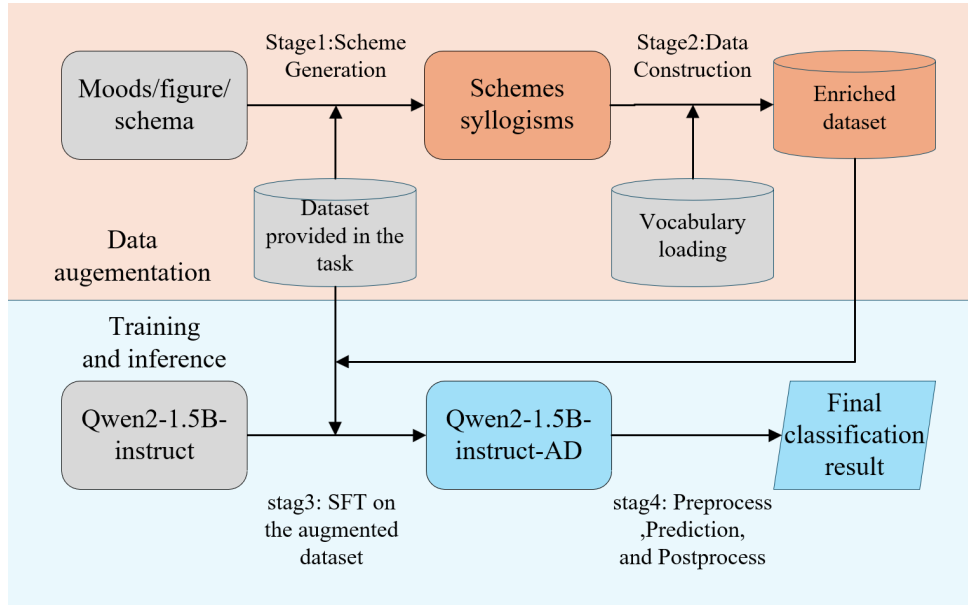 Stage1:Scheme
Generation
Stage2:Data
Construction
Moods/figure/
schema
Schemes
syllogisms
Enriched
dataset
Dataset
provided in the
task
Vocabulary
loading
Data
augementation
Training
and inference
Qwen2-1.5B-
instruct
Qwen2-1.5B-
instruct-AD
Final
classification
result
stag3: SFT on
the augmented
dataset
stag4: Preprocess
,Prediction,
and Postprocess